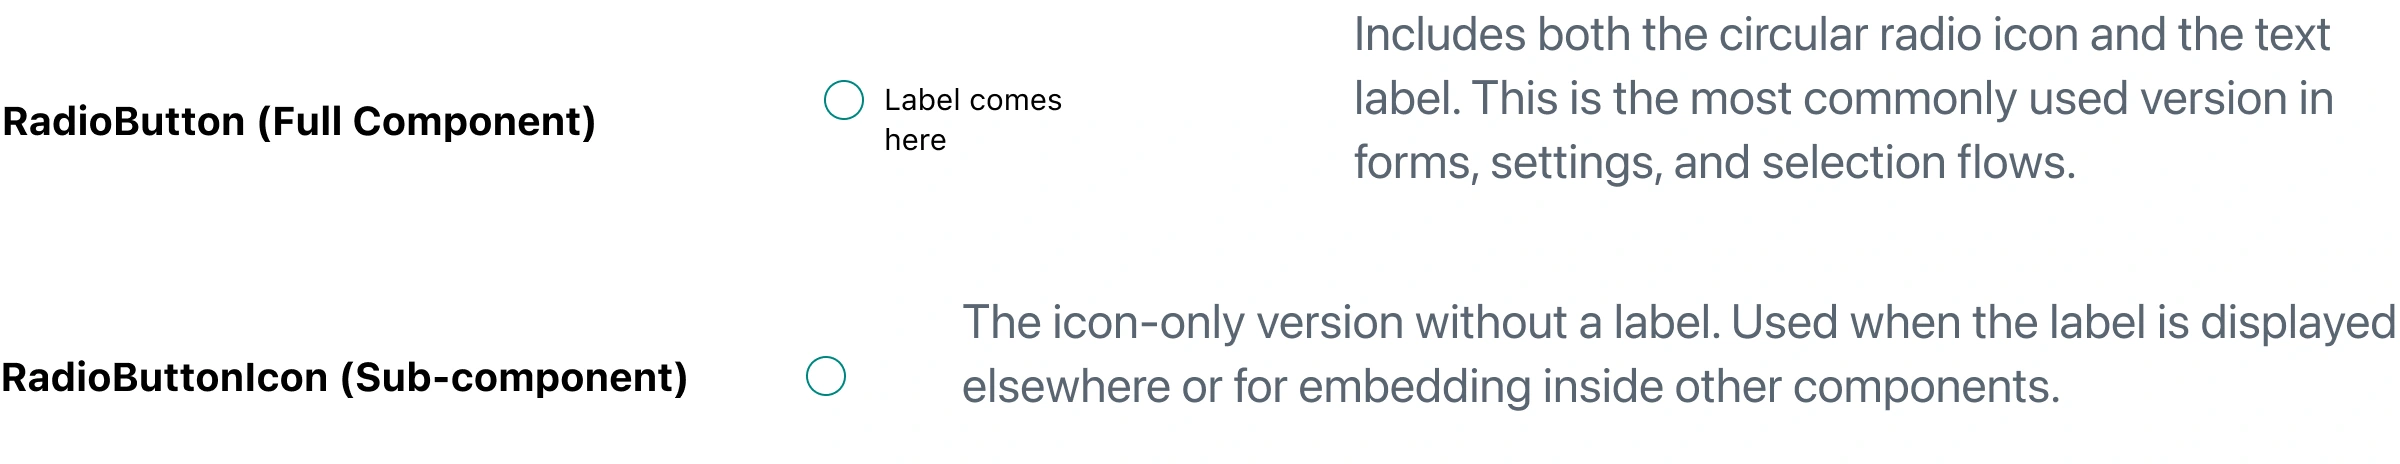 RadioButton (Full Component)
Label comes
here
Includes both the circular radio icon and the text
label. This is the most commonly used version in
forms, settings, and selection flows.
RadioButtonIcon (Sub-component)
The icon-only version without a label. Used when the label is displayed
elsewhere or for embedding inside other components.